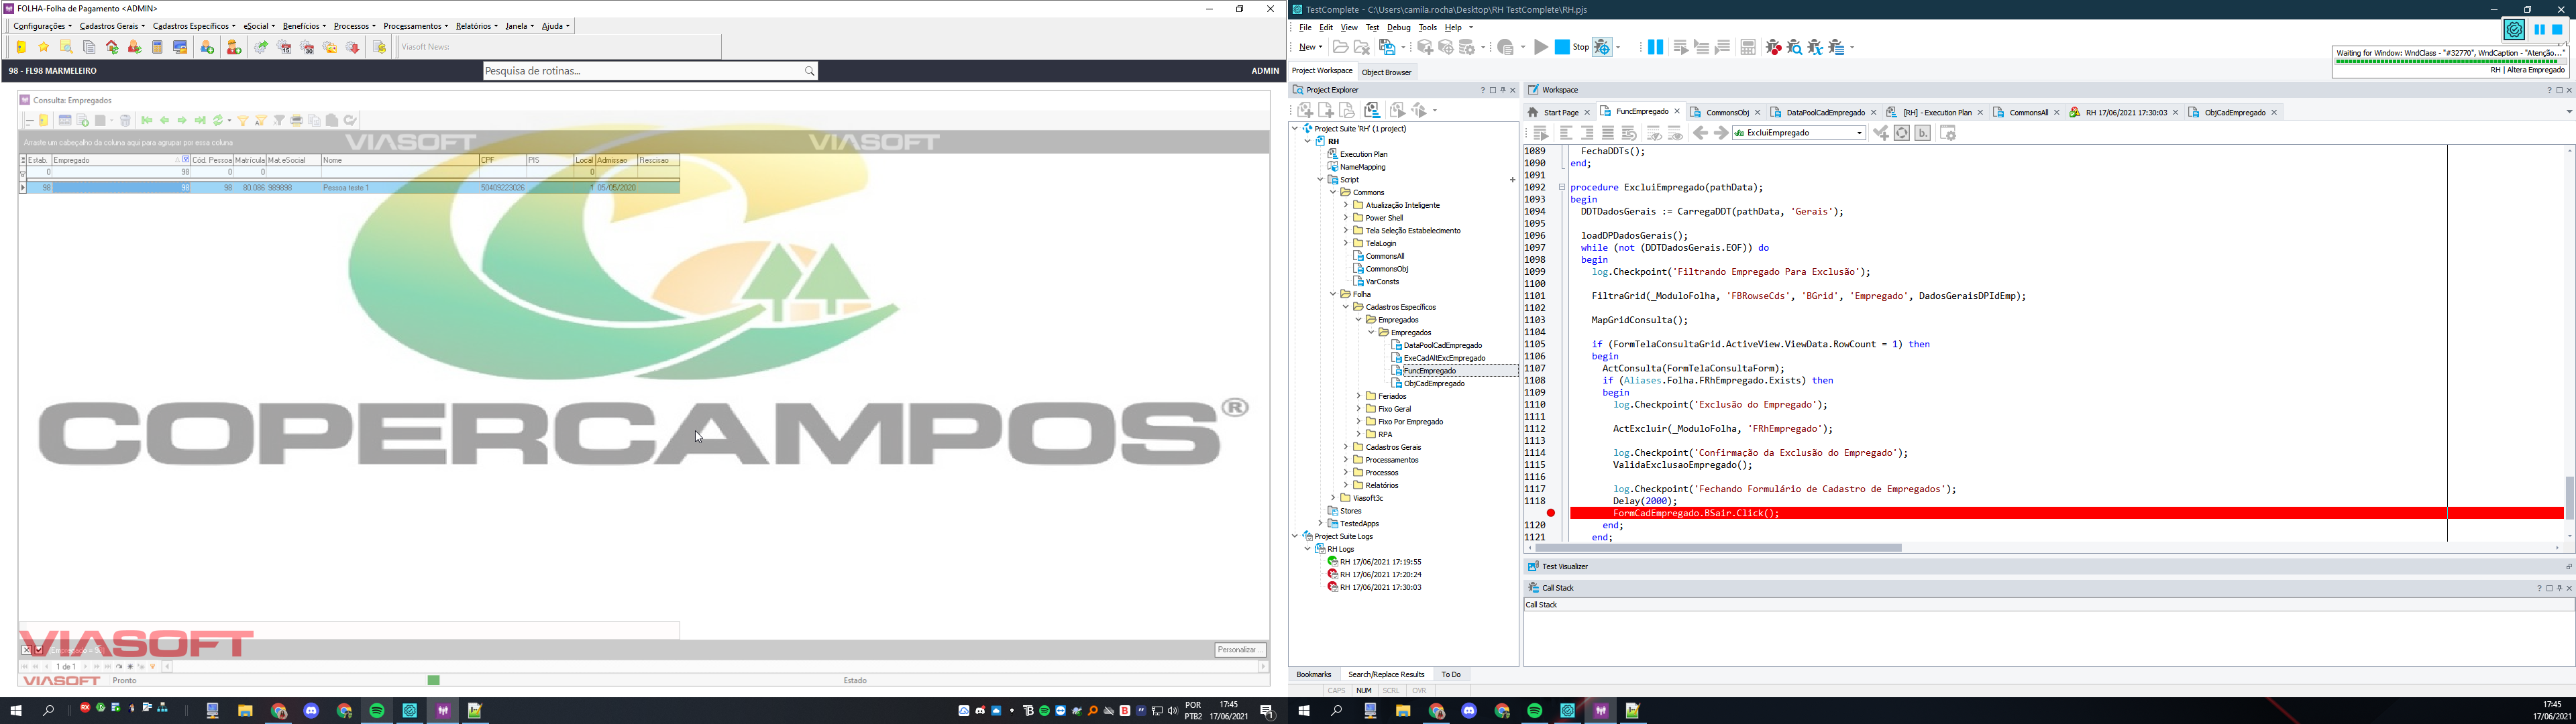 FOLHA-Folha de Pagamento <ADMIN>
Configurações Cadastros Gerais Cadastros Específicos eSocial Benefícios Processos Processamentos Relatórios Janela Ajuda
Viasoft News:
98 - FL98 MARMELEIRO
Pesquisa de rotinas...
ADMIN
Consulta: Empregados
VIASOFT VIASOFT
Arraste um cabeçalho da coluna aqui para agrupar por essa coluna
Estab. Empregado Cód. Pessoa Matrícula Mat.eSocial Nome CPF PIS Local Admissao Rescisao
0 98 0 0 0
98 98 98 80.086 989898 Pessoa teste 1 50409223026 1 05/05/2020
COPERCAMPOS®
VIASOFT
Personalizar ...
1 de 1
VIASOFT Pronto Estado
POR
PTB2
17:45
17/06/2021
TestComplete - C:\Users\camila.rocha\Desktop\RH TestComplete\RH.pjs
File Edit View Test Debug Tools Help
New Stop
Waiting for Window: WndClass - "#32770", WndCaption - "Atenção..."
RH | Altera Empregado
Project Workspace Object Browser
Project Explorer
Project Suite 'RH' (1 project)
RH
Execution Plan
NameMapping
Script
Commons
Atualização Inteligente
Power Shell
Tela Seleção Estabelecimento
TelaLogin
CommonsAll
CommonsObj
VarConsts
Folha
Cadastros Específicos
Empregados
Empregados
DataPoolCadEmpregado
ExeCadAltExcEmpregado
FuncEmpregado
ObjCadEmpregado
Feriados
Fixo Geral
Fixo Por Empregado
RPA
Cadastros Gerais
Processamentos
Processos
Relatórios
Viasoft3c
Stores
TestedApps
Project Suite Logs
RH Logs
RH 17/06/2021 17:19:55
RH 17/06/2021 17:20:24
RH 17/06/2021 17:30:03
Bookmarks Search/Replace Results To Do
CAPS NUM SCRL OVR
Workspace
Start Page FuncEmpregado CommonsObj DataPoolCadEmpregado [RH] - Execution Plan CommonsAll RH 17/06/2021 17:30:03 ObjCadEmpregado
ExcluiEmpregado
1089 FechaDDTs();
1090 end;
1091
1092 procedure ExcluiEmpregado(pathData);
1093 begin
1094 DDTDadosGerais := CarregaDDT(pathData, 'Gerais');
1095
1096 loadDPDadosGerais();
1097 while (not (DDTDadosGerais.EOF)) do
1098 begin
1099 log.Checkpoint('Filtrando Empregado Para Exclusão');
1100
1101 FiltraGrid(_ModuloFolha, 'FBRowseCds', 'BGrid', 'Empregado', DadosGeraisDPIdEmp);
1102
1103 MapGridConsulta();
1104
1105 if (FormTelaConsultaGrid.ActiveView.ViewData.RowCount = 1) then
1106 begin
1107 ActConsulta(FormTelaConsultaForm);
1108 if (Aliases.Folha.FRhEmpregado.Exists) then
1109 begin
1110 log.Checkpoint('Exclusão do Empregado');
1111
1112 ActExcluir(_ModuloFolha, 'FRhEmpregado');
1113
1114 log.Checkpoint('Confirmação da Exclusão do Empregado');
1115 ValidaExclusaoEmpregado();
1116
1117 log.Checkpoint('Fechando Formulário de Cadastro de Empregados');
1118 Delay(2000);
FormCadEmpregado.BSair.Click();
1120 end;
1121 end;
Test Visualizer
Call Stack
Call Stack
17:45
17/06/2021